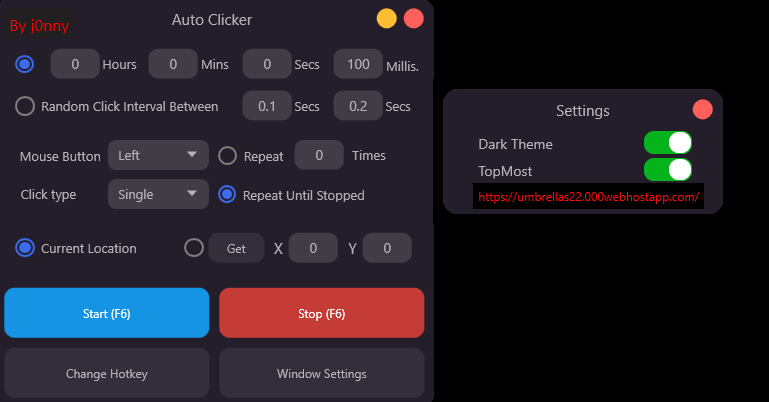 By j0nny
Auto Clicker
0 Hours 0 Mins 0 Secs 100 Millis.
Random Click Interval Between 0.1 Secs 0.2 Secs
Mouse Button Left Repeat 0 Times
Click type Single Repeat Until Stopped
Current Location Get X 0 Y 0
Start (F6) Stop (F6)
Change Hotkey Window Settings
Settings
Dark Theme
TopMost
https://umbrellas22.000webhostapp.com/